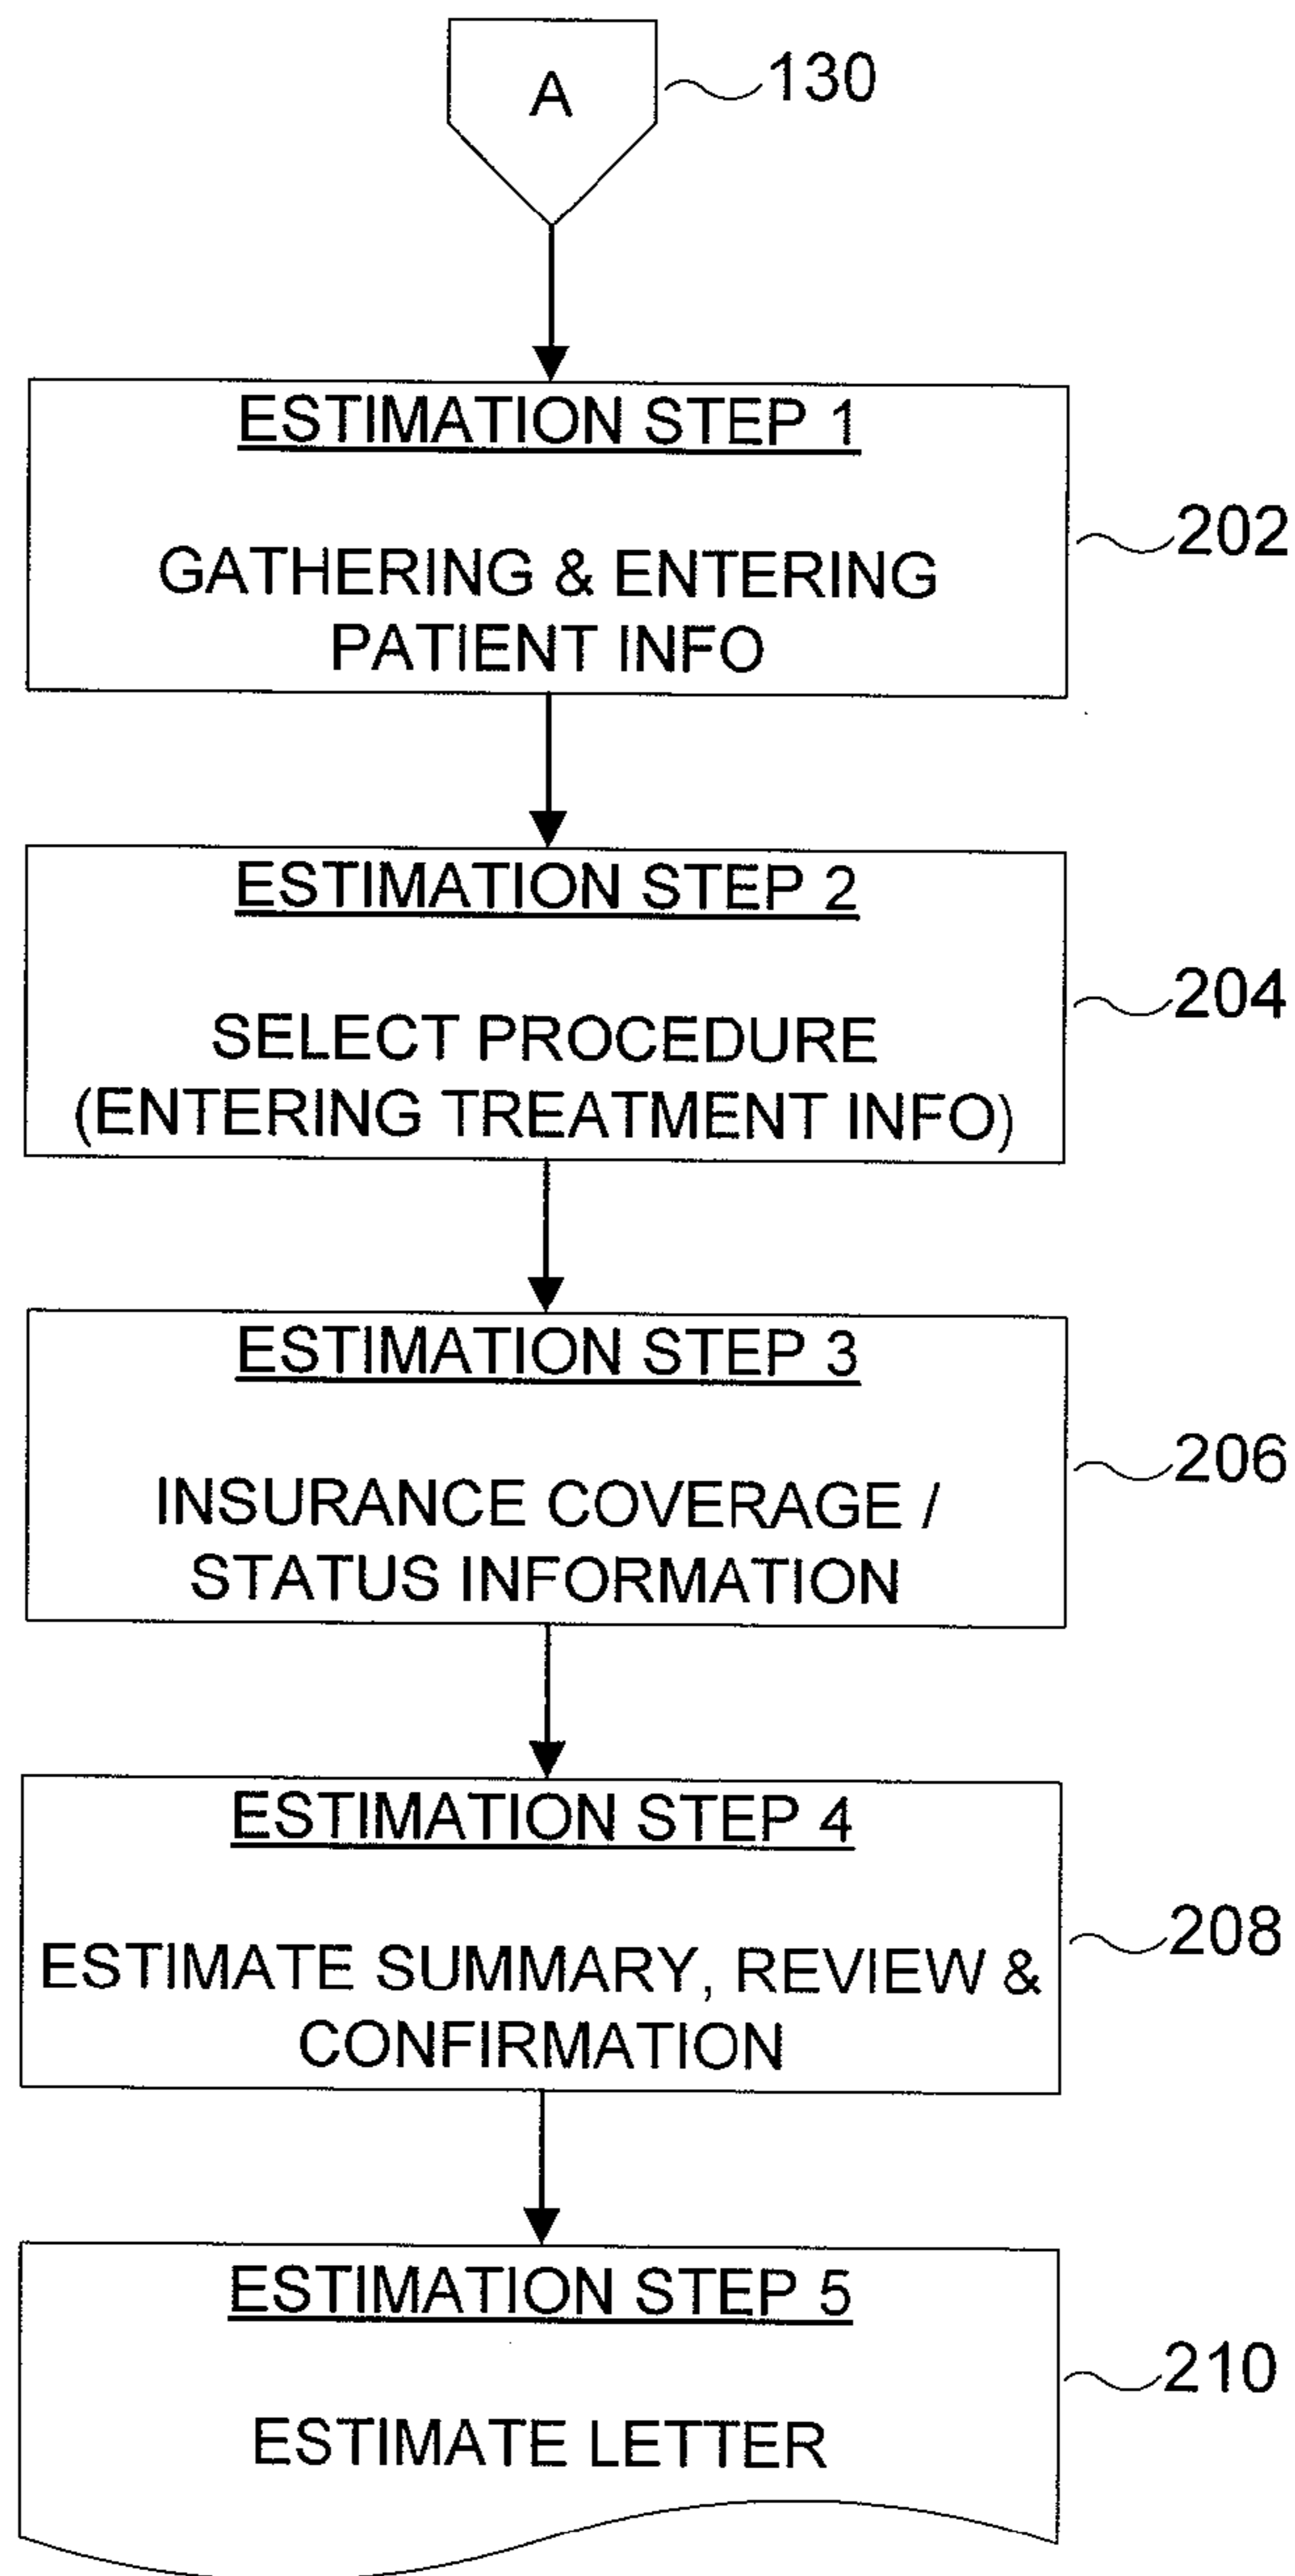 A
130
ESTIMATION STEP 1
GATHERING & ENTERING
PATIENT INFO
202
ESTIMATION STEP 2
SELECT PROCEDURE
(ENTERING TREATMENT INFO)
204
ESTIMATION STEP 3
INSURANCE COVERAGE /
STATUS INFORMATION
206
ESTIMATION STEP 4
ESTIMATE SUMMARY, REVIEW &
CONFIRMATION
208
ESTIMATION STEP 5
ESTIMATE LETTER
210